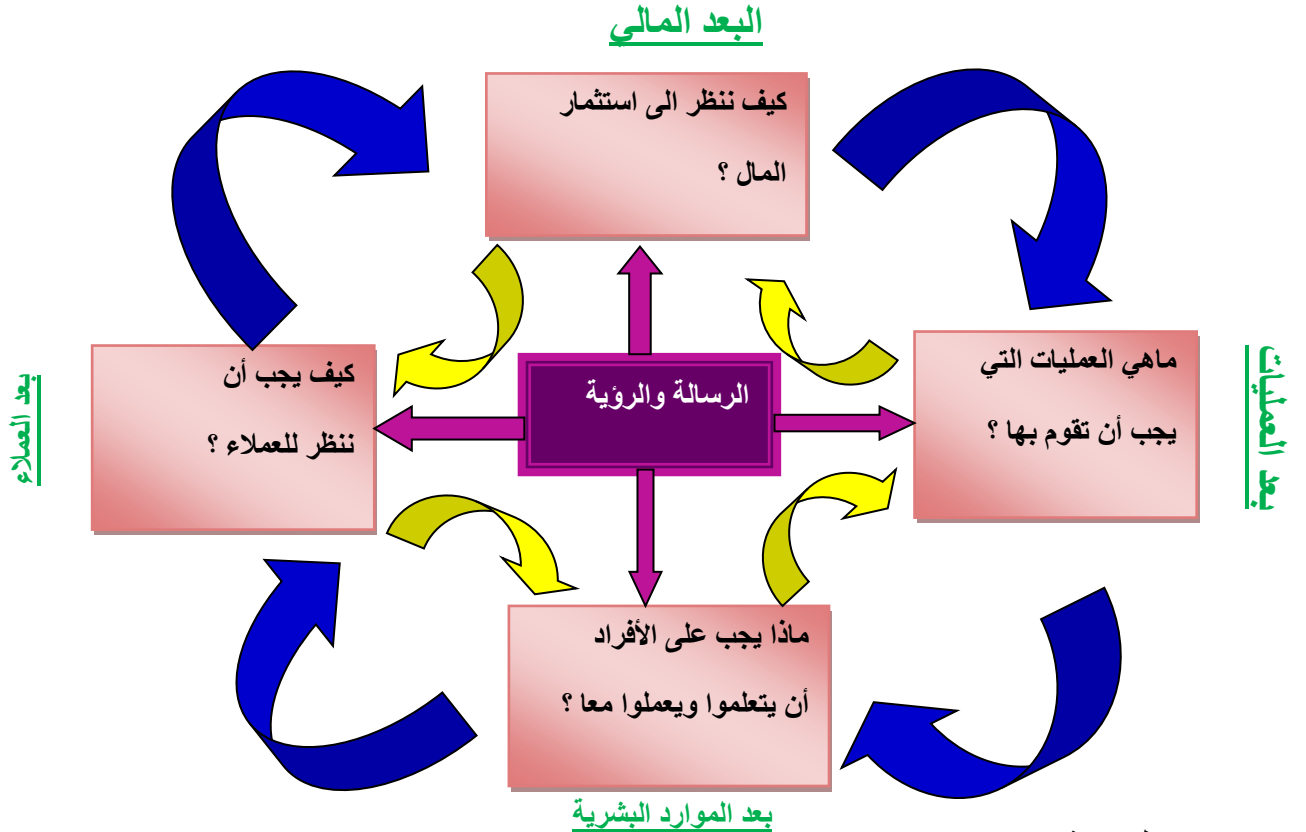 البعد المالي
كيف ننظر الى استثمار
المال ؟
ماهي العمليات التي
يجب أن تقوم بها ؟
بعد العمليات
الرسالة والرؤية
كيف يجب أن
ننظر للعملاء ؟
بعد العملاء
ماذا يجب على الأفراد
أن يتعلموا ويعملوا معا ؟
بعد الموارد البشرية